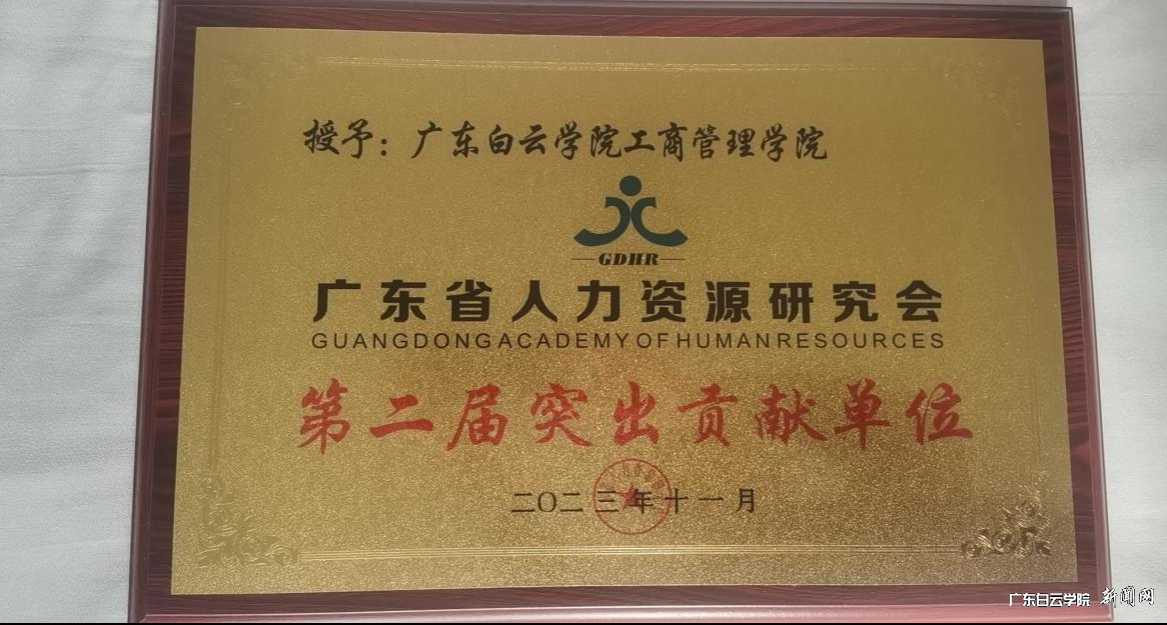 授予：广东白云学院工商管理学院
GDHR
广东省人力资源研究会
GUANGDONG ACADEMY OF HUMAN RESOURCES
第二届突出贡献单位
二〇二三年十一月
广东白云学院 新闻网